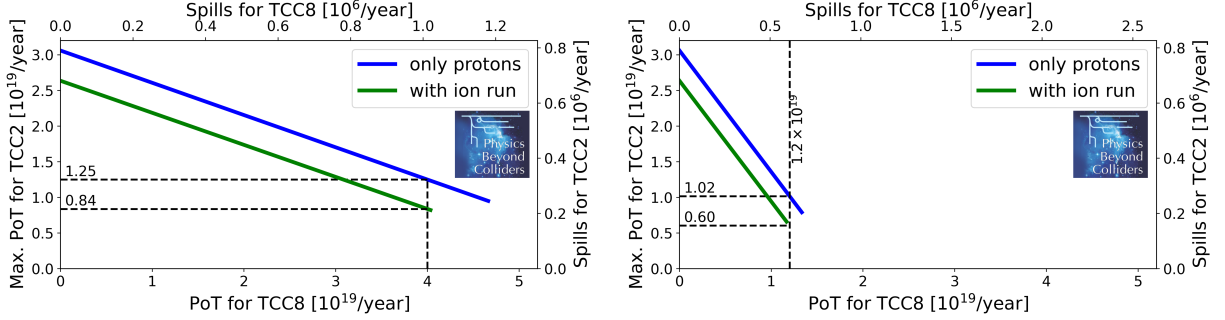 Spills for TCC8 [10^6/year]
0.0 0.2 0.4 0.6 0.8 1.0 1.2
Max. PoT for TCC2 [10^19/year]
3.0
2.5
2.0
1.5
1.0
0.5
0.0
only protons
with ion run
Physics
Beyond
Colliders
1.25
0.84
0.8
0.6
0.4
0.2
0.0
Spills for TCC2 [10^6/year]
0 1 2 3 4 5
PoT for TCC8 [10^19/year]
Spills for TCC8 [10^6/year]
0.0 0.5 1.0 1.5 2.0 2.5
Max. PoT for TCC2 [10^19/year]
3.0
2.5
2.0
1.5
1.0
0.5
0.0
only protons
with ion run
1.2×10^19
Physics
Beyond
Colliders
1.02
0.60
0.8
0.6
0.4
0.2
0.0
Spills for TCC2 [10^6/year]
0 1 2 3 4 5
PoT for TCC8 [10^19/year]